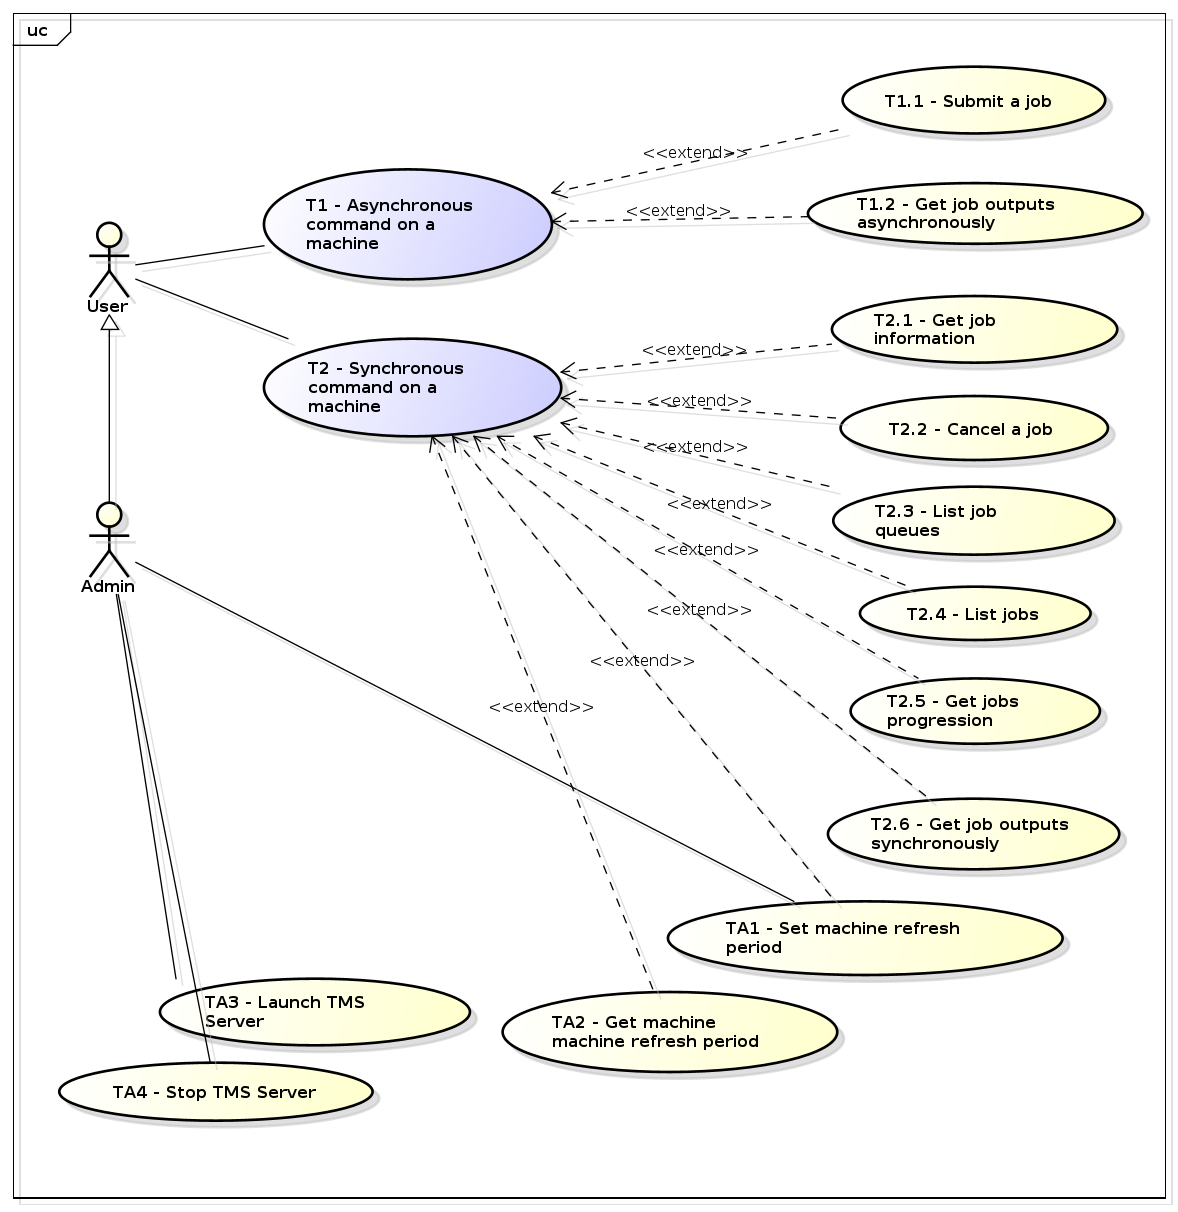 uc
T1.1 - Submit a job
<<extend>>
T1 - Asynchronous
command on a
machine
T1.2 - Get job outputs
asynchronously
<<extend>>
User
T2.1 - Get job
information
<<extend>>
T2 - Synchronous
command on a
machine
<<extend>>
T2.2 - Cancel a job
<<extend>>
T2.3 - List job
queues
<<extend>>
<<extend>>
Admin
T2.4 - List jobs
<<extend>>
<<extend>>
T2.5 - Get jobs
progression
<<extend>>
T2.6 - Get job outputs
synchronously
TA1 - Set machine refresh
period
TA3 - Launch TMS
Server
TA2 - Get machine
machine refresh period
TA4 - Stop TMS Server